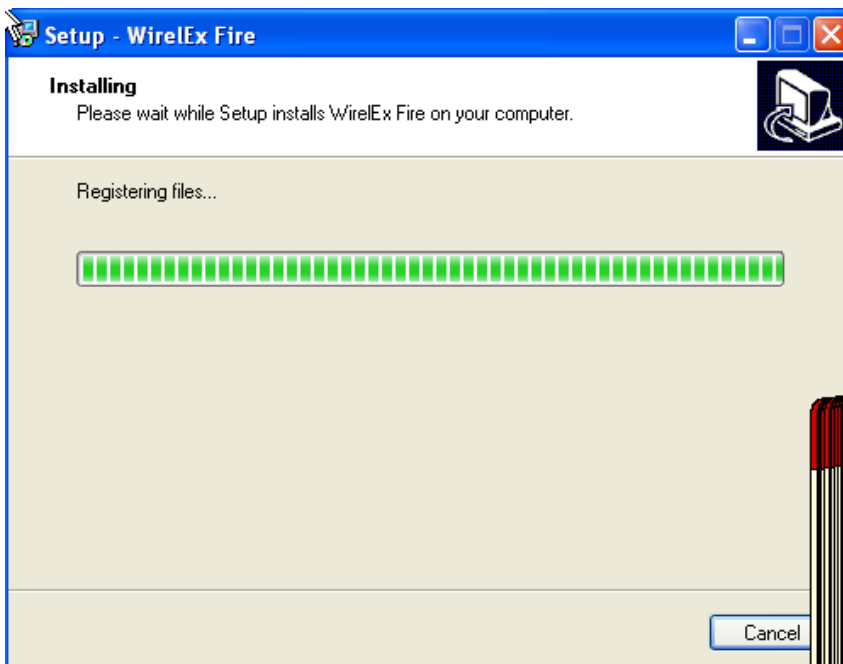 Setup - WirelEx Fire
Installing
Please wait while Setup installs WirelEx Fire on your computer.
Registering files...
Cancel